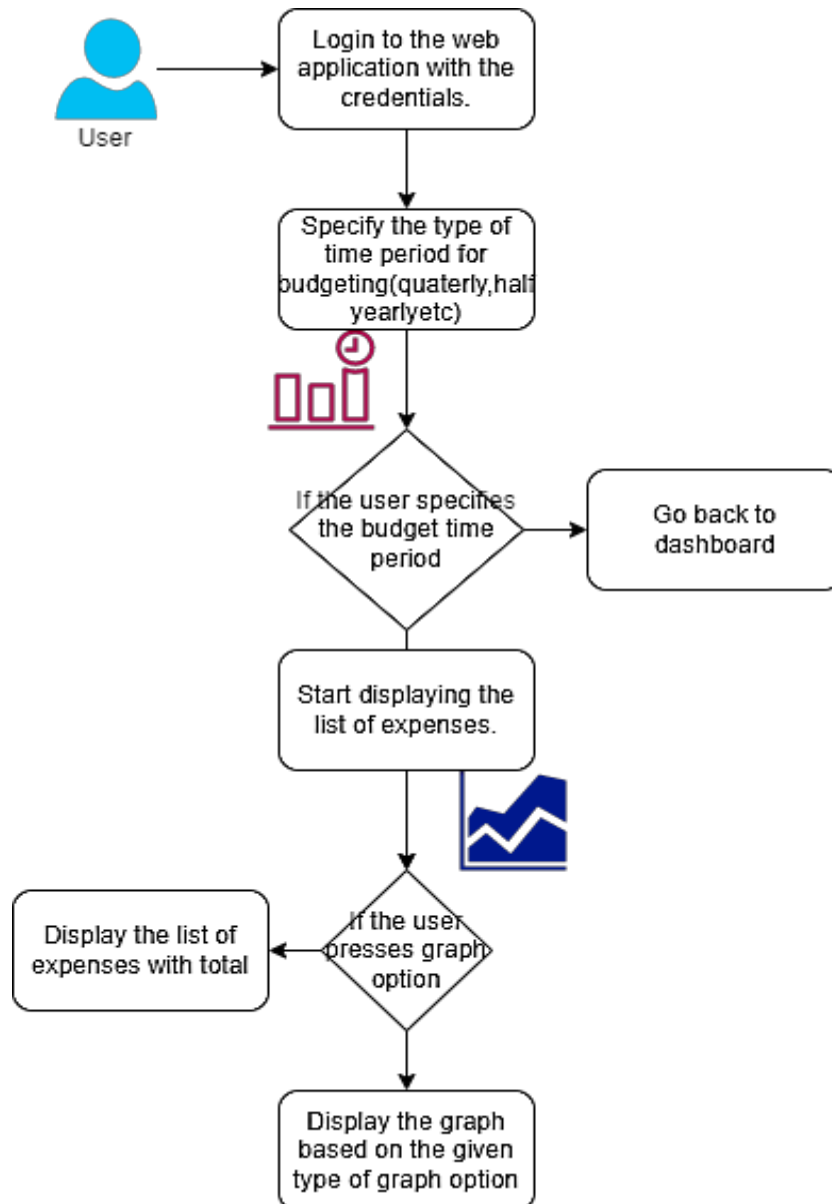 Login to the web
application with the
credentials.
User
Specify the type of
time period for
budgeting(quaterly,half
yearlyetc)
If the user specifies
the budget time
period
Go back to
dashboard
Start displaying the
list of expenses.
If the user
presses graph
option
Display the list of
expenses with total
Display the graph
based on the given
type of graph option